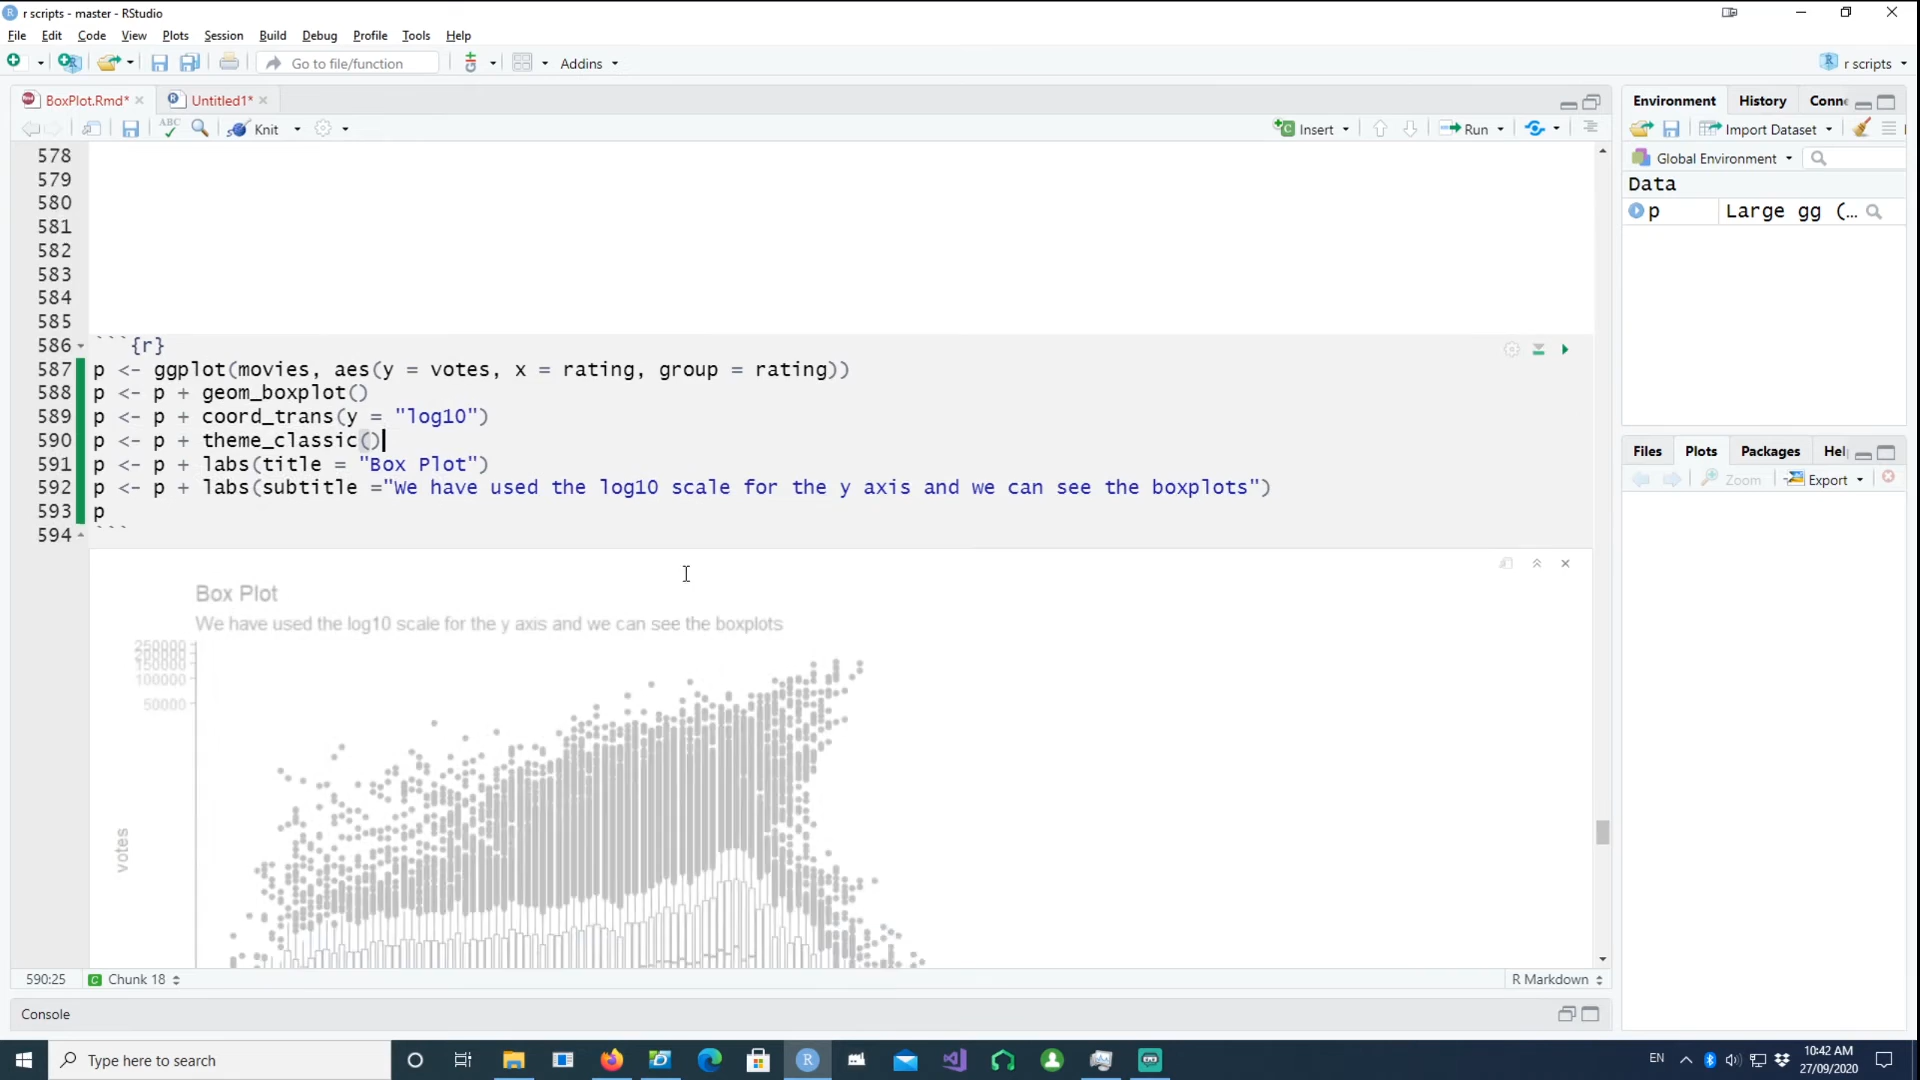 r scripts - master - RStudio
File Edit Code View Plots Session Build Debug Profile Tools Help
Go to file/function Addins r scripts
BoxPlot.Rmd* Untitled1*
ABC Knit Insert Run
578
579
580
581
582
583
584
585
586 ```{r}
587 p <- ggplot(movies, aes(y = votes, x = rating, group = rating))
588 p <- p + geom_boxplot()
589 p <- p + coord_trans(y = "log10")
590 p <- p + theme_classic()
591 p <- p + labs(title = "Box Plot")
592 p <- p + labs(subtitle ="We have used the log10 scale for the y axis and we can see the boxplots")
593 p
594 ```
Box Plot
We have used the log10 scale for the y axis and we can see the boxplots
250000
200000
150000
100000
50000
votes
590:25 Chunk 18 R Markdown
Console
Environment History Conne
Import Dataset
Global Environment
Data
p Large gg (…
Files Plots Packages Hel
Zoom Export
Type here to search
EN
10:42 AM
27/09/2020